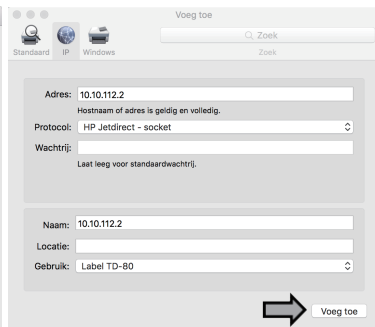 Voeg toe
Standaard IP Windows
Zoek
Zoek
Adres: 10.10.112.2
Hostnaam of adres is geldig en volledig.
Protocol: HP Jetdirect - socket
Wachtrij:
Laat leeg voor standaardwachtrij.
Naam: 10.10.112.2
Locatie:
Gebruik: Label TD-80
Voeg toe